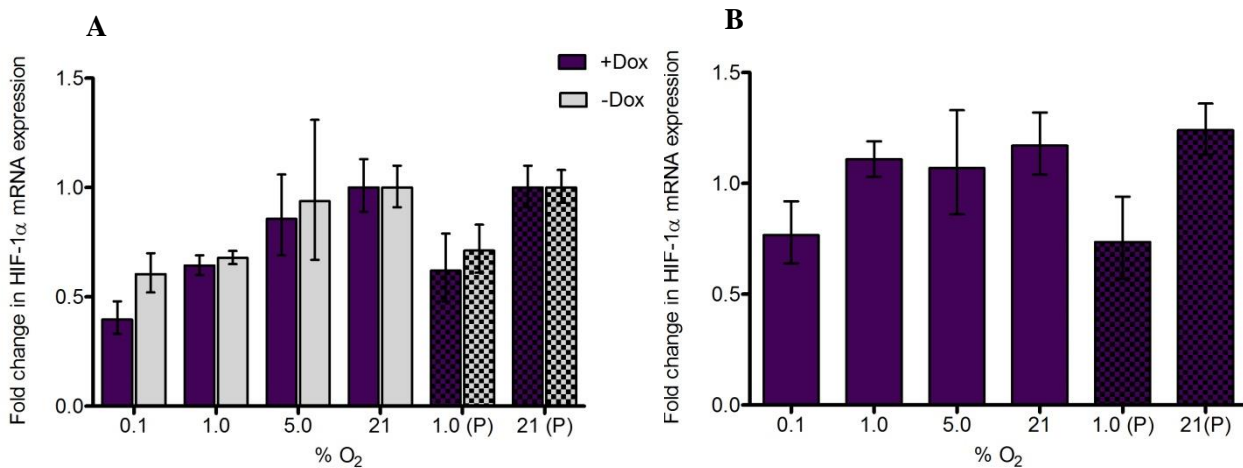 A
Fold change in HIF-1α mRNA expression
1.5
1.0
0.5
0.0
+Dox
-Dox
0.1 1.0 5.0 21 1.0 (P) 21 (P)
% O2
B
Fold change in HIF-1α mRNA expression
1.5
1.0
0.5
0.0
0.1 1.0 5.0 21 1.0 (P) 21(P)
% O2